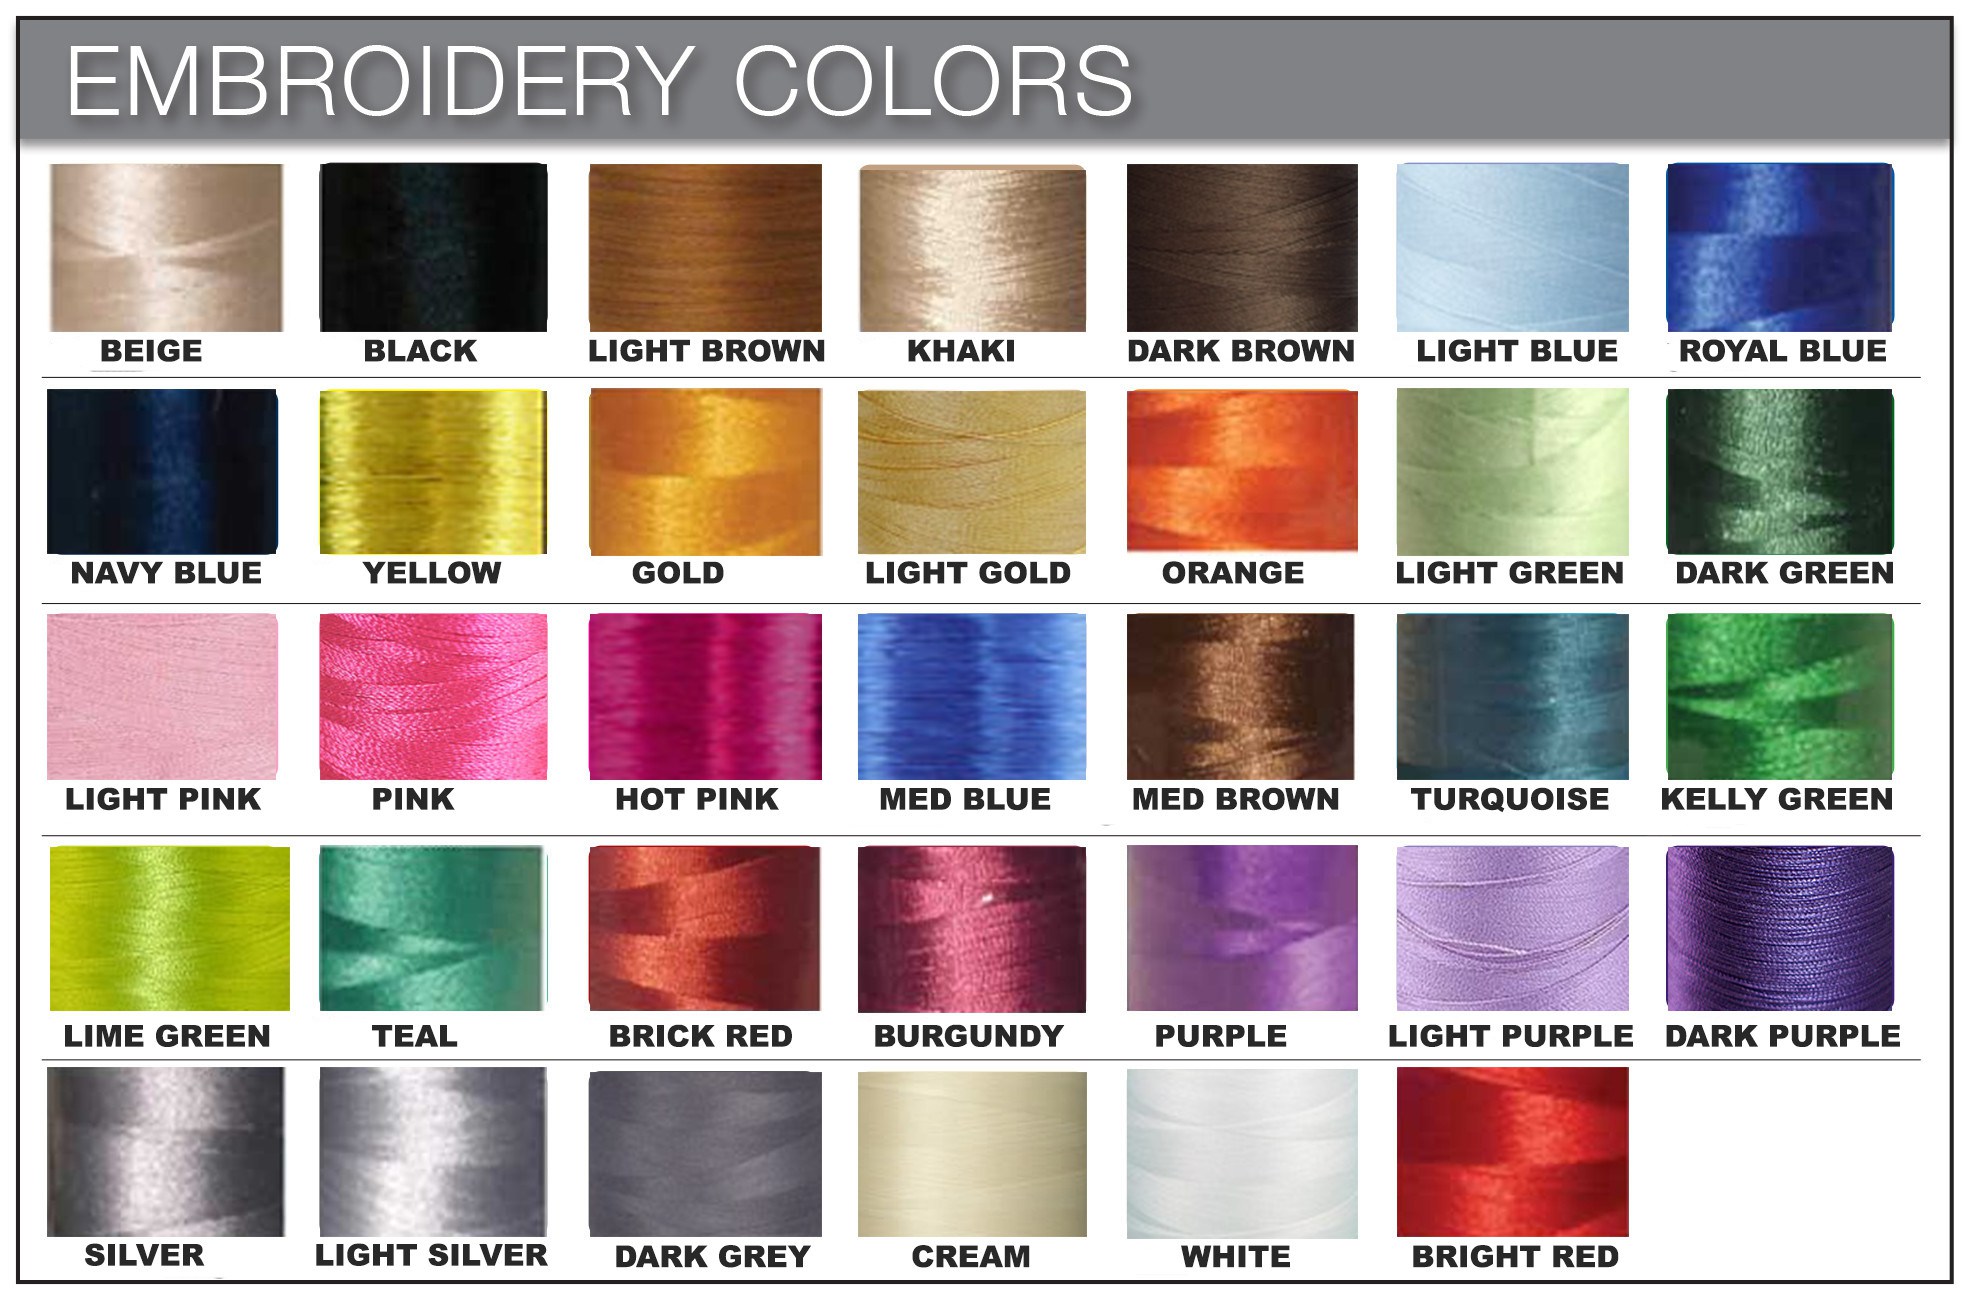 EMBROIDERY COLORS
BEIGE BLACK LIGHT BROWN KHAKI DARK BROWN LIGHT BLUE ROYAL BLUE
NAVY BLUE YELLOW GOLD LIGHT GOLD ORANGE LIGHT GREEN DARK GREEN
LIGHT PINK PINK HOT PINK MED BLUE MED BROWN TURQUOISE KELLY GREEN
LIME GREEN TEAL BRICK RED BURGUNDY PURPLE LIGHT PURPLE DARK PURPLE
SILVER LIGHT SILVER DARK GREY CREAM WHITE BRIGHT RED